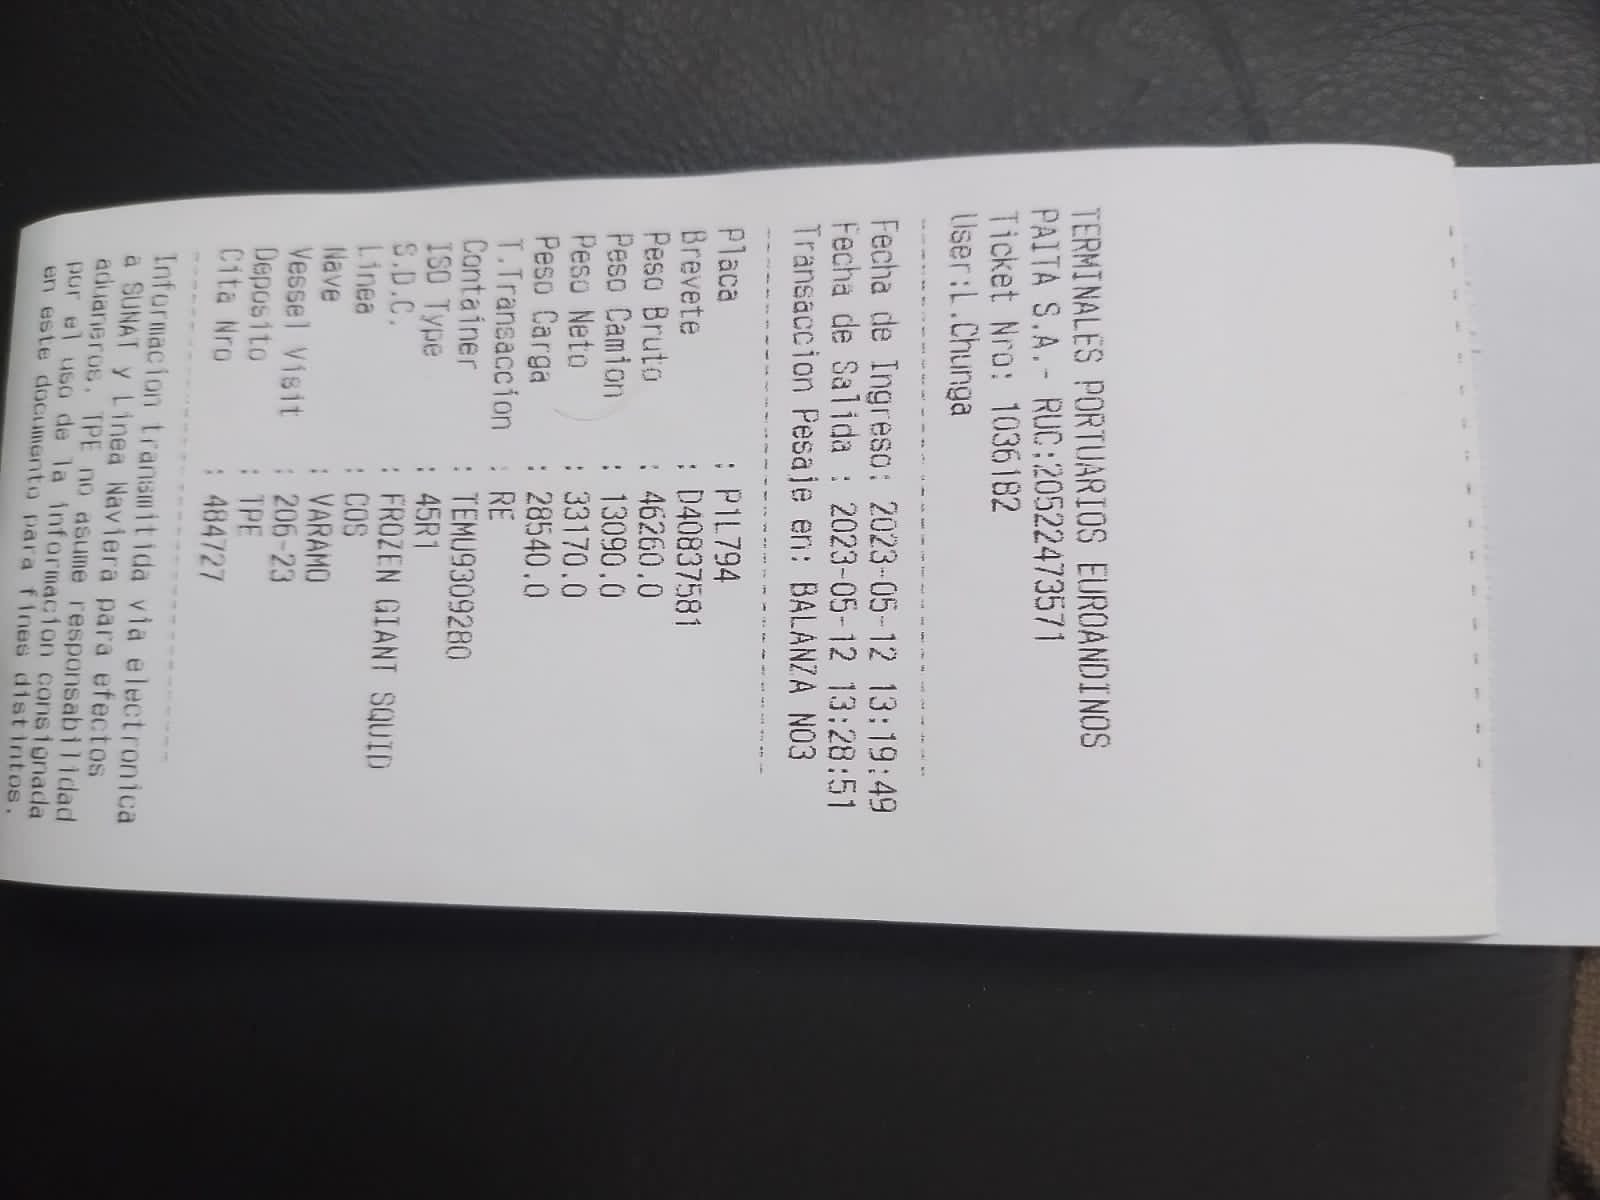 TERMINALES PORTUARIOS EUROANDINOS
PAITA S.A.- RUC:20522473571
Ticket Nro: 1036182
User:L.Chunga
Fecha de Ingreso: 2023-05-12 13:19:49
Fecha de Salida : 2023-05-12 13:28:51
Transaccion Pesaje en: BALANZA N03
Placa : P1L794
Brevete : D40837581
Peso Bruto : 46260.0
Peso Camion : 13090.0
Peso Neto : 33170.0
Peso Carga : 28540.0
T.Transaccion : RE
Container : TEMU9309280
ISO Type : 45R1
S.D.C. : FROZEN GIANT SQUID
Linea : COS
Nave : VARAMO
Vessel Visit : 206-23
Deposito : TPE
Cita Nro : 484727
Informacion transmitida via electronica
a SUNAT y Linea Naviera para efectos
aduaneros. TPE no asume responsabilidad
por el uso de la informacion consignada
en este documento para fines distintos.